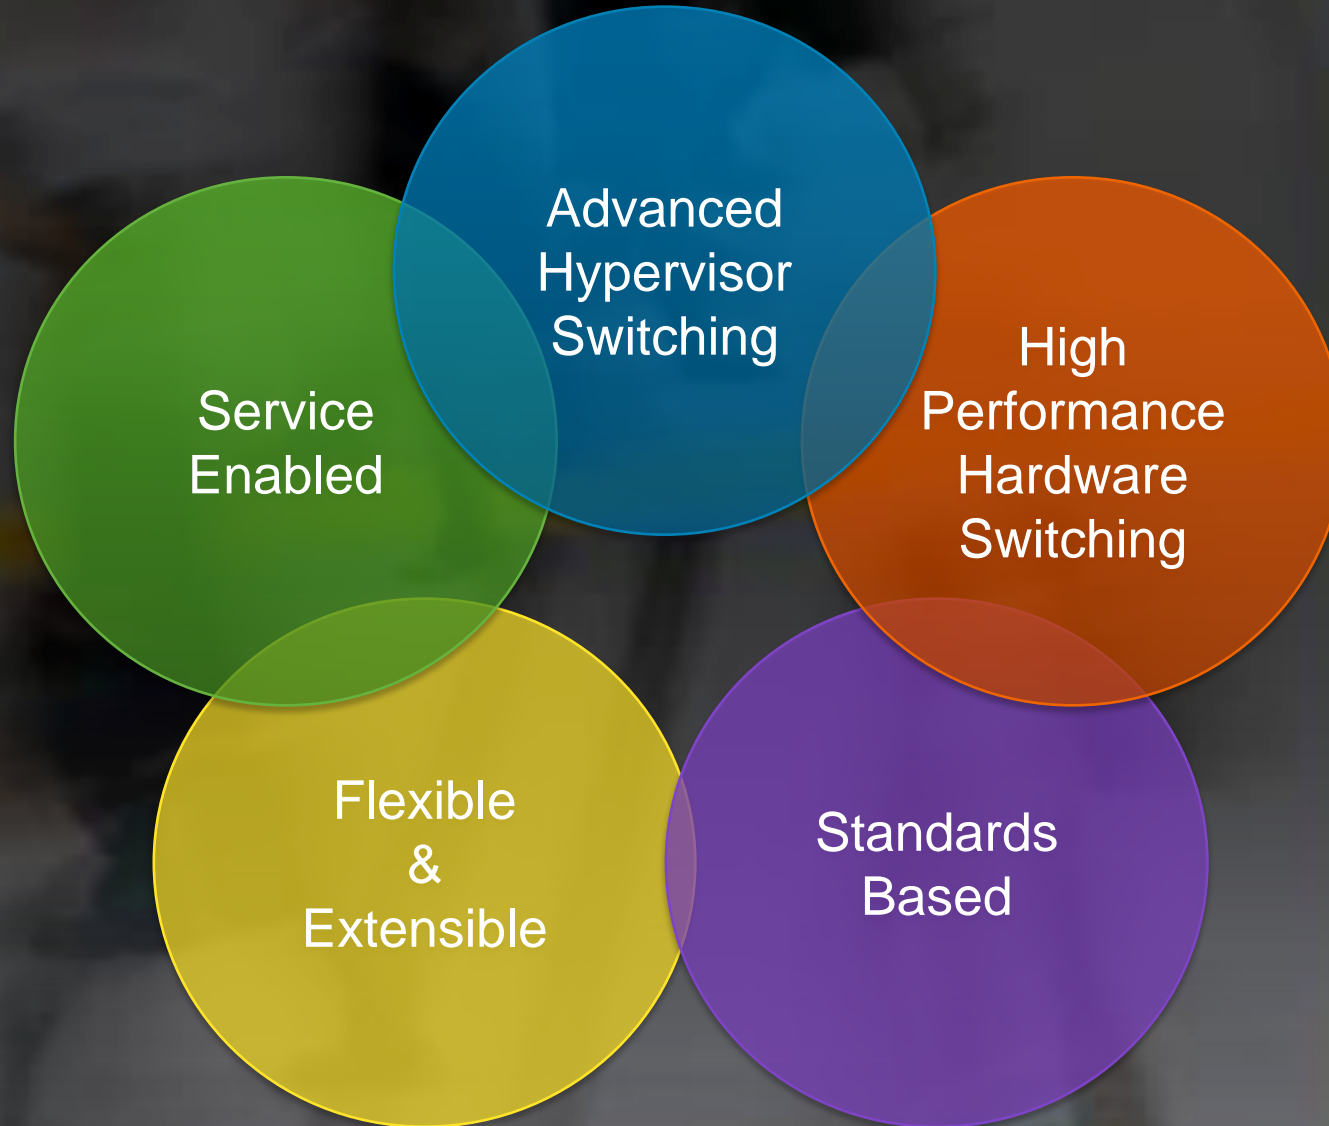 Advanced
Hypervisor
Switching
High
Performance
Hardware
Switching
Service
Enabled
Flexible
&
Extensible
Standards
Based